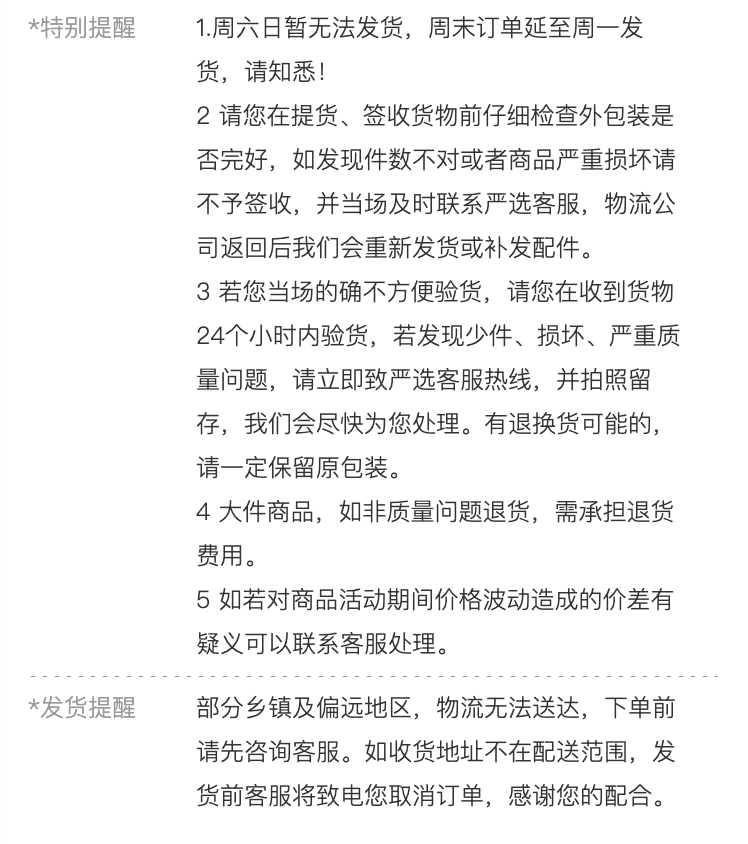 *特别提醒
1.周六日暂无法发货，周末订单延至周一发
货，请知悉！
2 请您在提货、签收货物前仔细检查外包装是
否完好，如发现件数不对或者商品严重损坏请
不予签收，并当场及时联系严选客服，物流公
司返回后我们会重新发货或补发配件。
3 若您当场的确不方便验货，请您在收到货物
24个小时内验货，若发现少件、损坏、严重质
量问题，请立即致严选客服热线，并拍照留
存，我们会尽快为您处理。有退换货可能的，
请一定保留原包装。
4 大件商品，如非质量问题退货，需承担退货
费用。
5 如若对商品活动期间价格波动造成的价差有
疑义可以联系客服处理。
*发货提醒
部分乡镇及偏远地区，物流无法送达，下单前
请先咨询客服。如收货地址不在配送范围，发
货前客服将致电您取消订单，感谢您的配合。